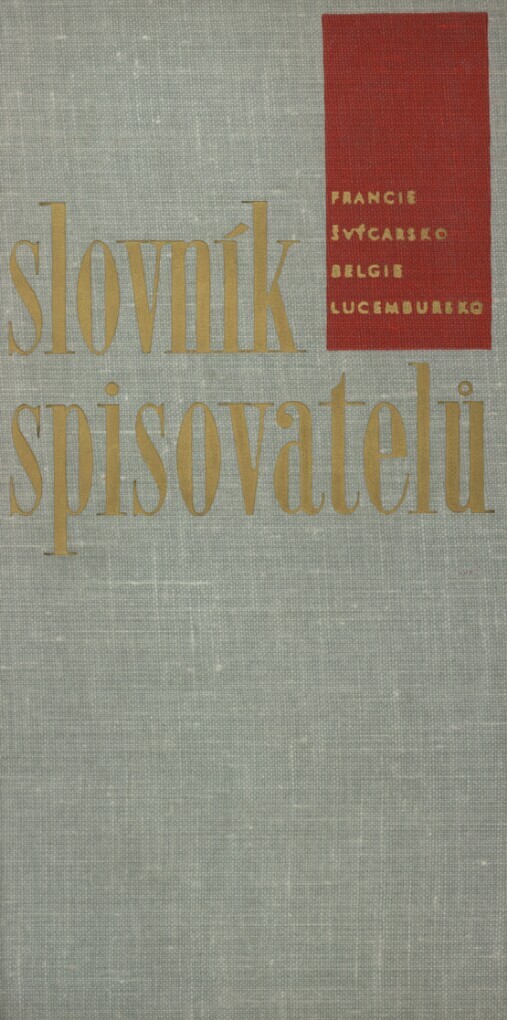 FRANCIE
ŠVÝCARSKO
BELGIE
LUCEMBURSKO
slovník
spisovatelů